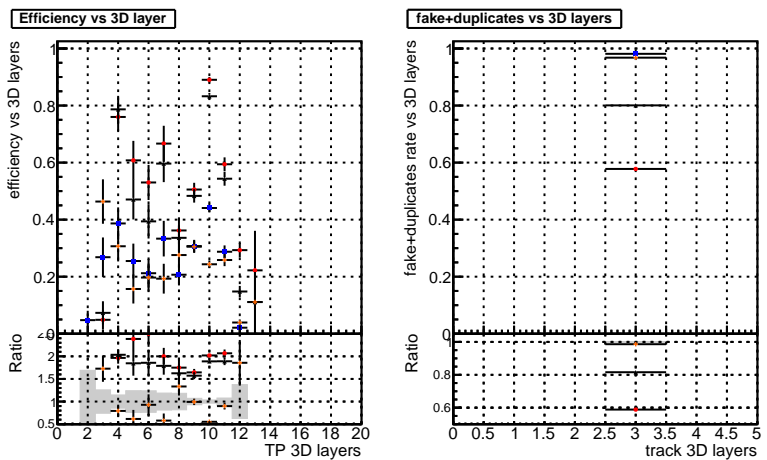 Efficiency vs 3D layer
efficiency vs 3D layers
1
0.8
0.6
0.4
0.2
0
Ratio
2
1.5
1
0.5
0 2 4 6 8 10 12 14 16 18 20
TP 3D layers
fake+duplicates vs 3D layers
fake+duplicates rate vs 3D layers
1
0.8
0.6
0.4
0.2
0
Ratio
1
0.8
0.6
0 0.5 1 1.5 2 2.5 3 3.5 4 4.5 5
track 3D layers